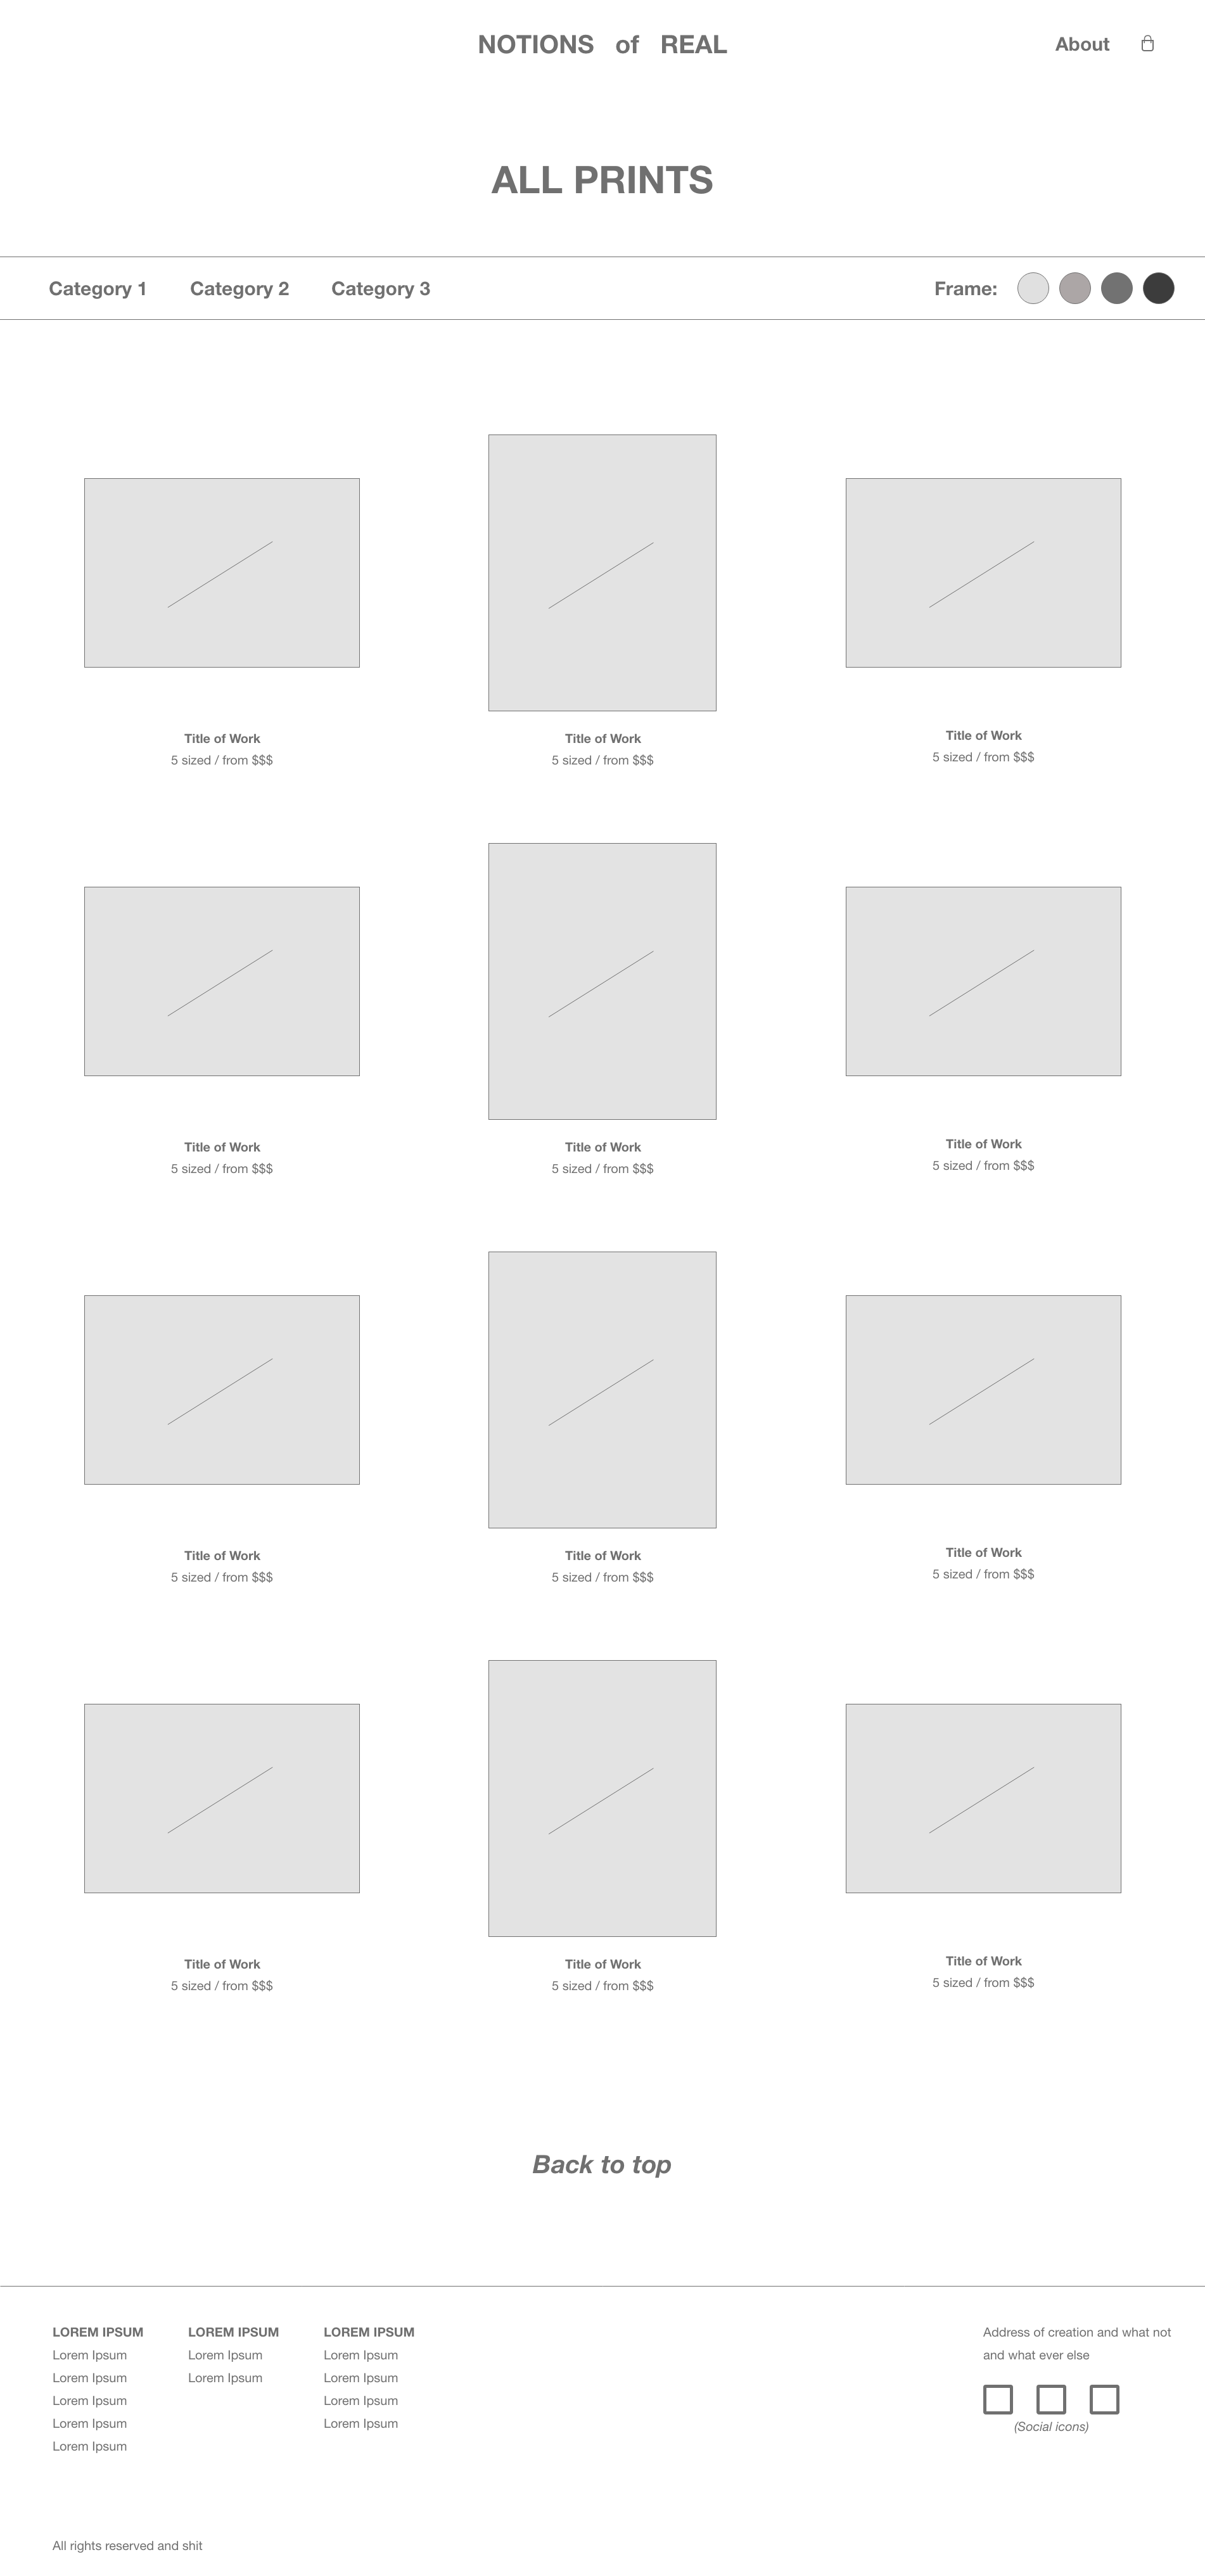 NOTIONS of REAL
About
ALL PRINTS
Category 1 Category 2 Category 3 Frame:
Title of Work
5 sized / from $$$
Title of Work
5 sized / from $$$
Title of Work
5 sized / from $$$
Title of Work
5 sized / from $$$
Title of Work
5 sized / from $$$
Title of Work
5 sized / from $$$
Title of Work
5 sized / from $$$
Title of Work
5 sized / from $$$
Title of Work
5 sized / from $$$
Title of Work
5 sized / from $$$
Title of Work
5 sized / from $$$
Title of Work
5 sized / from $$$
Back to top
LOREM IPSUM
Lorem Ipsum
Lorem Ipsum
Lorem Ipsum
Lorem Ipsum
Lorem Ipsum
LOREM IPSUM
Lorem Ipsum
Lorem Ipsum
LOREM IPSUM
Lorem Ipsum
Lorem Ipsum
Lorem Ipsum
Lorem Ipsum
Address of creation and what not
and what ever else
(Social icons)
All rights reserved and shit